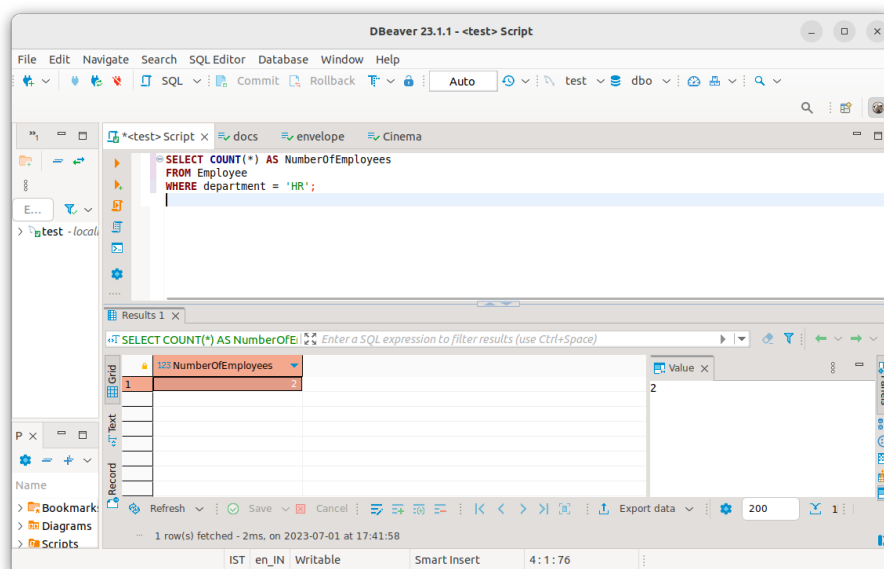 DBeaver 23.1.1 - <test> Script
File Edit Navigate Search SQL Editor Database Window Help
SQL Commit Rollback Auto test dbo
*<test> Script docs envelope Cinema
SELECT COUNT(*) AS NumberOfEmployees
FROM Employee
WHERE department = 'HR';
E...
test - locall
Results 1
SELECT COUNT(*) AS NumberOfEl Enter a SQL expression to filter results (use Ctrl+Space)
Grid
Text
Record
123 NumberOfEmployees
1 2
Value
2
Panels
P
Name
Bookmarks
Diagrams
Scripts
Refresh Save Cancel Export data 200 1
1 row(s) fetched - 2ms, on 2023-07-01 at 17:41:58
IST en_IN Writable Smart Insert 4:1:76